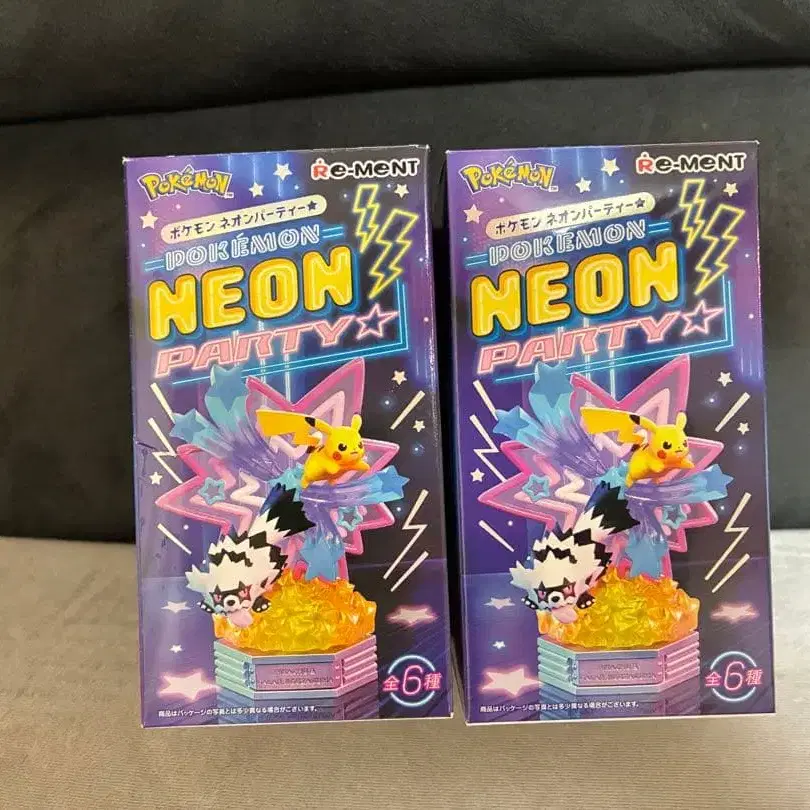 POKéMON™
Re-MeNT
ポケモン ネオンパーティー★
POKÉMON
NEON
PARTY☆
全6種
商品はパッケージの写真とは多少異なる場合がございます。
POKéMON™
Re-MeNT
ポケモン ネオンパーティー★
POKÉMON
NEON
PARTY☆
全6種
商品はパッケージの写真とは多少異なる場合がございます。